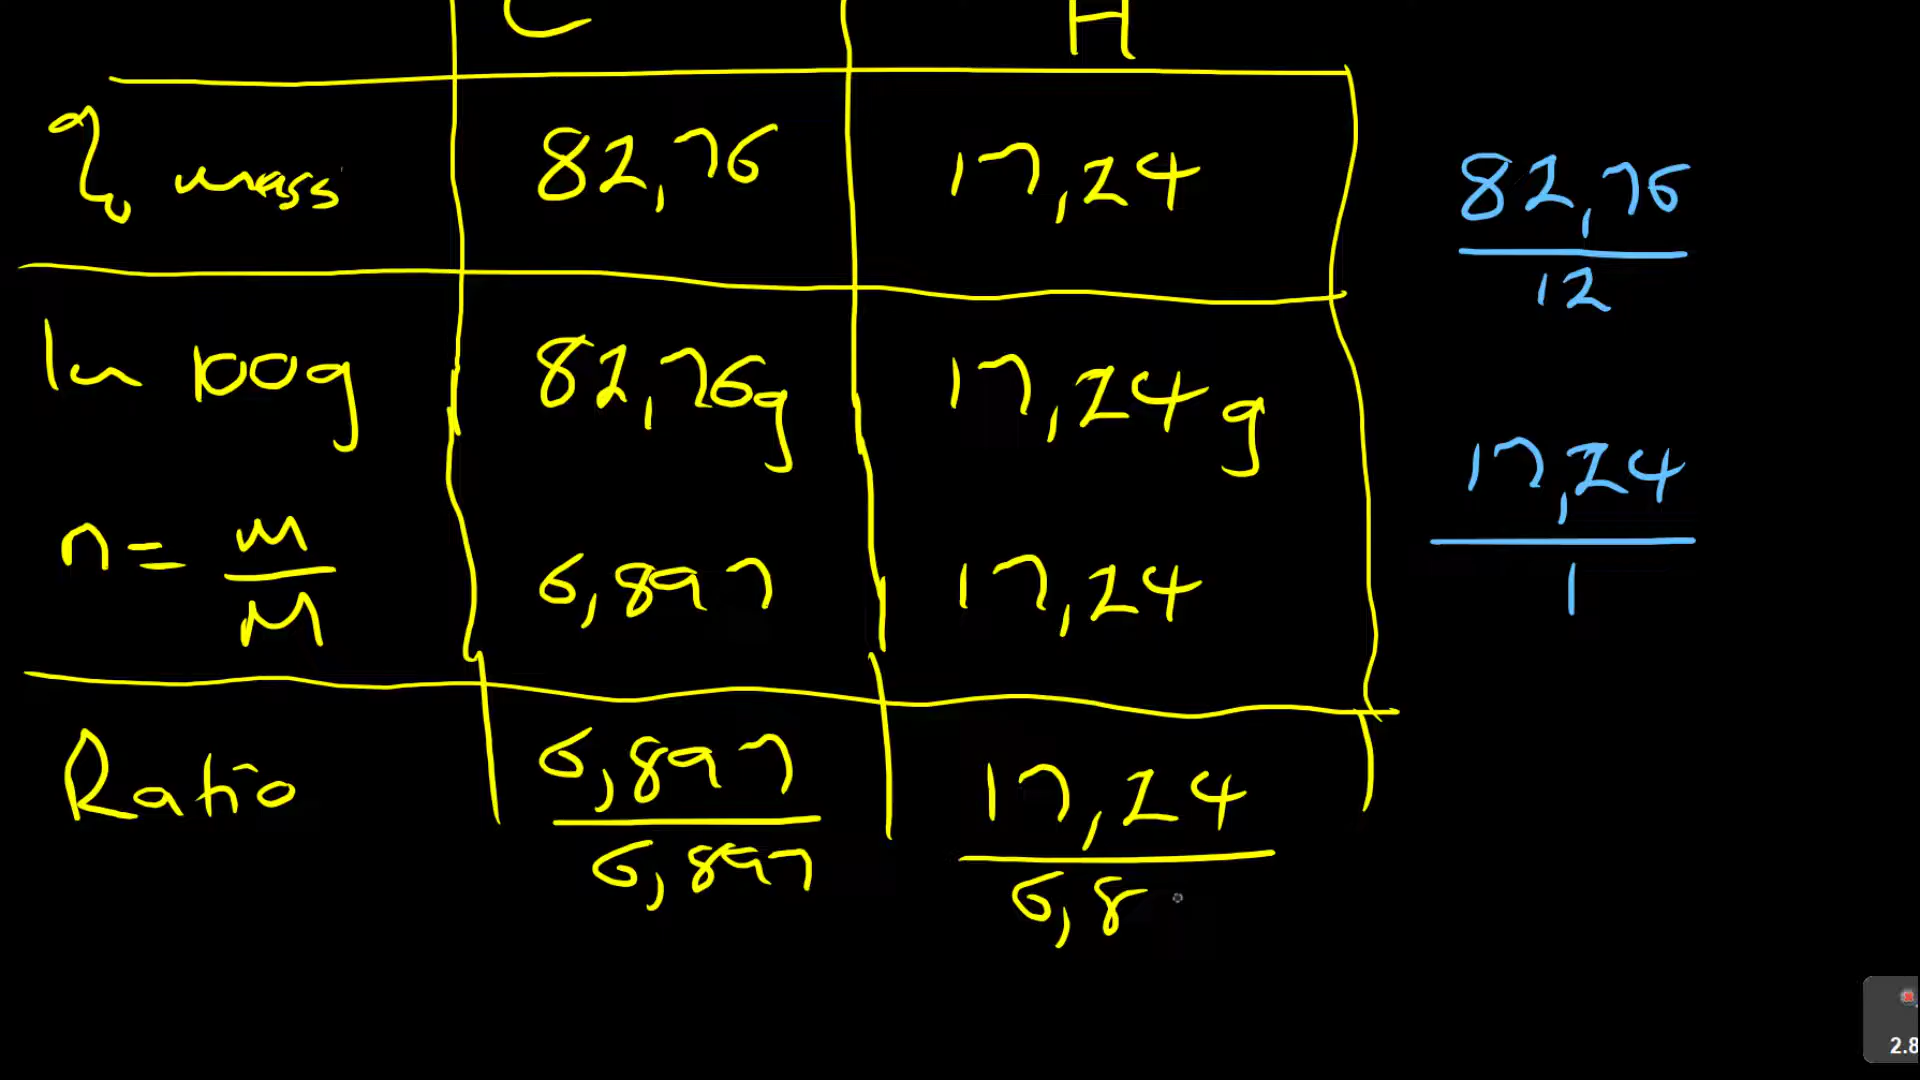 C H
% mass 82,76 17,24
In 100g 82,76g 17,24g
n = m/M 6,897 17,24
Ratio 6,897/6,897 17,24/6,8
82,76/12
17,24/1
2.8